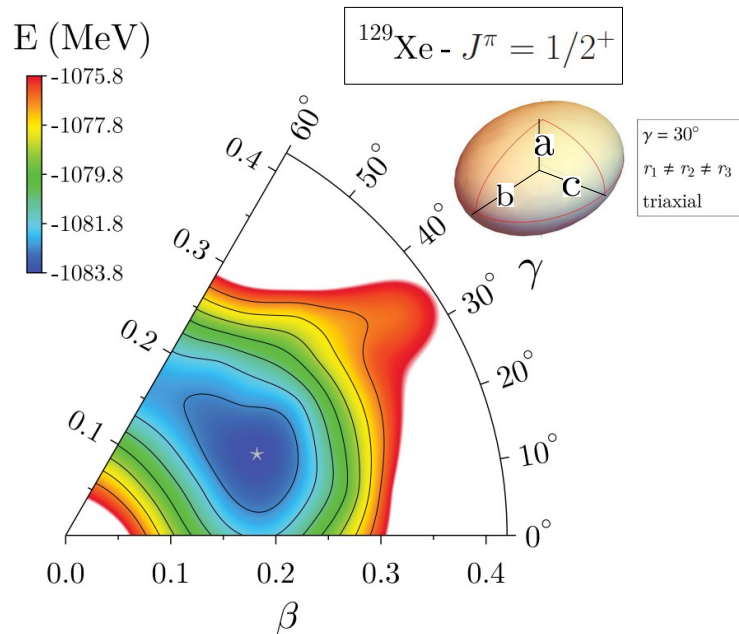 E (MeV)
-1075.8
-1077.8
-1079.8
-1081.8
-1083.8
¹²⁹Xe - Jπ = 1/2⁺
a
b
c
γ = 30°
r₁ ≠ r₂ ≠ r₃
triaxial
60°
50°
40°
γ
30°
20°
10°
0°
0.4
0.3
0.2
0.1
0.0
0.1
0.2
0.3
0.4
β